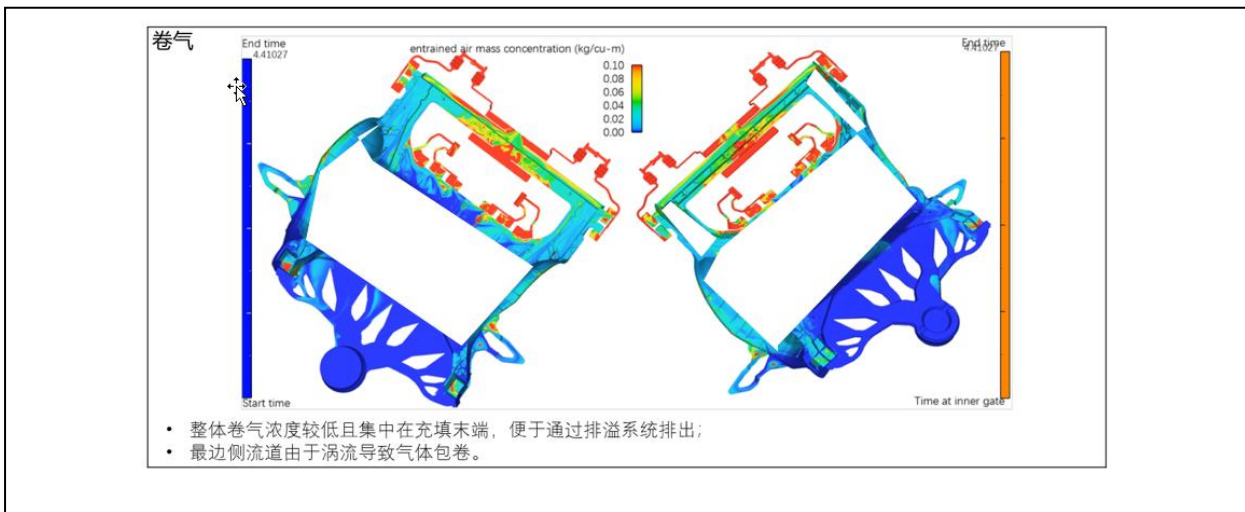 卷气
End time
4.41027
entrained air mass concentration (kg/cu-m)
0.10
0.08
0.06
0.04
0.02
0.00
End time
4.41027
Start time
Time at inner gate
• 整体卷气浓度较低且集中在充填末端，便于通过排溢系统排出；
• 最边侧流道由于涡流导致气体包卷。